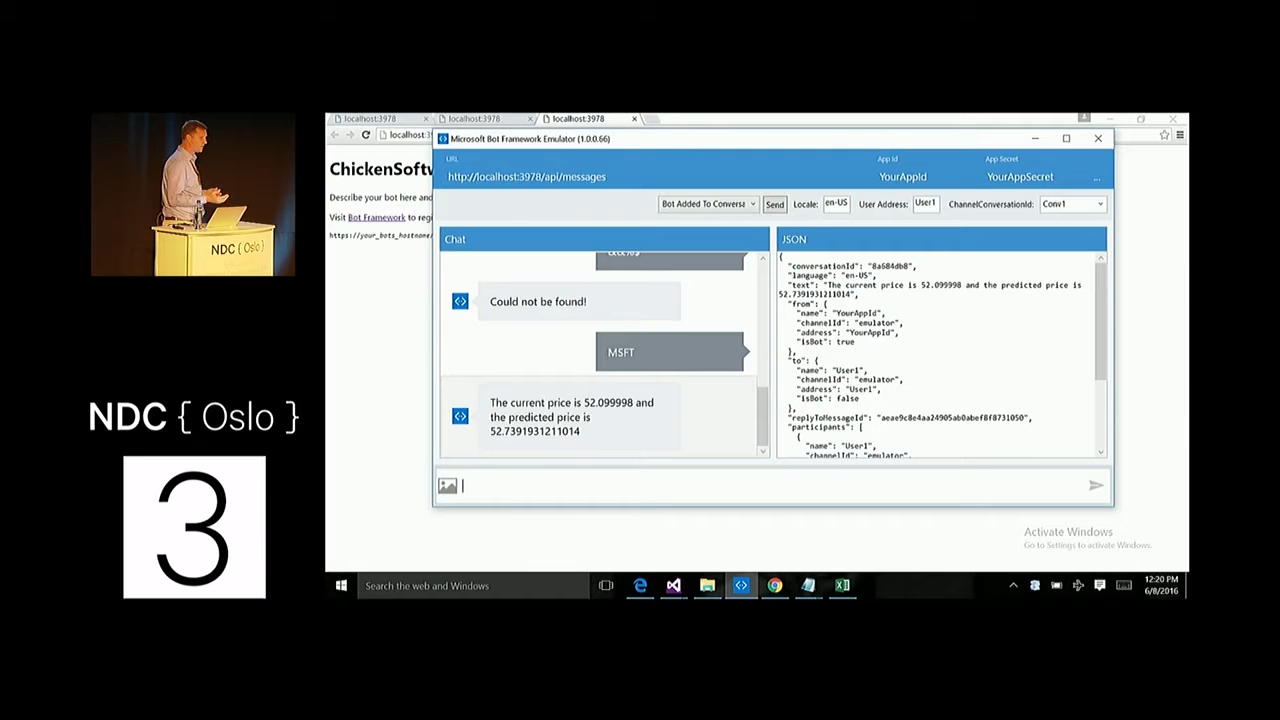 localhost:3978
localhost:3978
localhost:3978
localhost:3
Microsoft Bot Framework Emulator (1.0.0.66)
URL
App Id
App Secret
http://localhost:3978/api/messages
YourAppId
YourAppSecret
...
ChickenSoftw
Describe your bot here and
Visit Bot Framework to regi
https://your_bots_hostname/
Bot Added To Conversa
Send
Locale:
en-US
User Address:
User1
ChannelConversationId:
Conv1
Chat
Could not be found!
MSFT
The current price is 52.099998 and
the predicted price is
52.7391931211014
JSON
{
"conversationId": "8a684db8",
"language": "en-US",
"text": "The current price is 52.099998 and the predicted price is
52.7391931211014",
"from": {
"name": "YourAppId",
"channelId": "emulator",
"address": "YourAppId",
"isBot": true
},
"to": {
"name": "User1",
"channelId": "emulator",
"address": "User1",
"isBot": false
},
"replyToMessageId": "aeae9c8e4aa24905ab0abef8f8731050",
"participants": [
{
"name": "User1",
"channelId": "emulator",
Activate Windows
Go to Settings to activate Windows.
Search the web and Windows
12:20 PM
6/8/2016
NDC { Oslo }
NDC { Oslo }
3